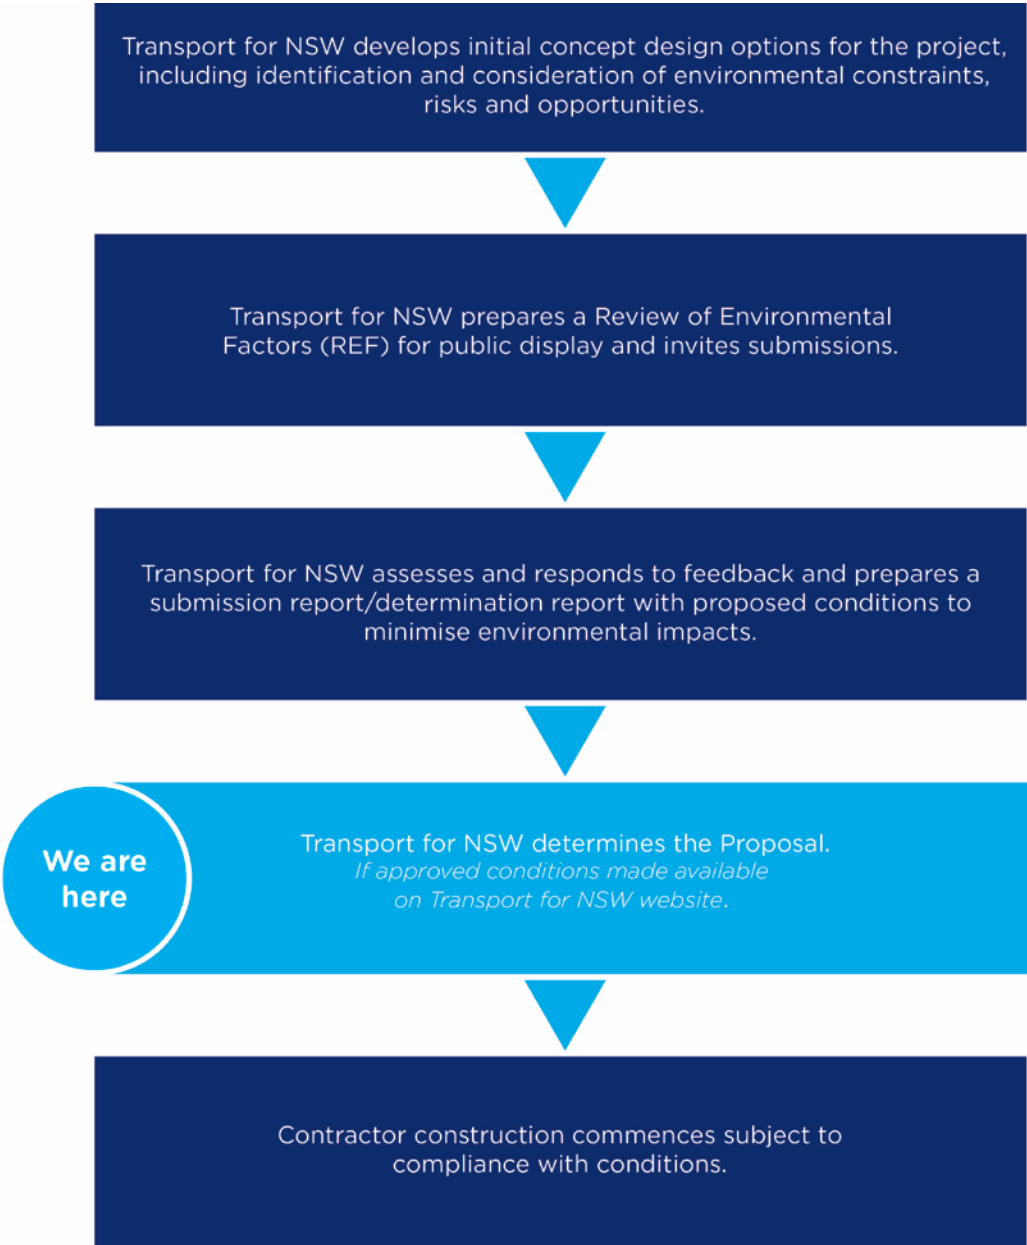 Transport for NSW develops initial concept design options for the project,
including identification and consideration of environmental constraints,
risks and opportunities.
Transport for NSW prepares a Review of Environmental
Factors (REF) for public display and invites submissions.
Transport for NSW assesses and responds to feedback and prepares a
submission report/determination report with proposed conditions to
minimise environmental impacts.
We are
here
Transport for NSW determines the Proposal.
If approved conditions made available
on Transport for NSW website.
Contractor construction commences subject to
compliance with conditions.